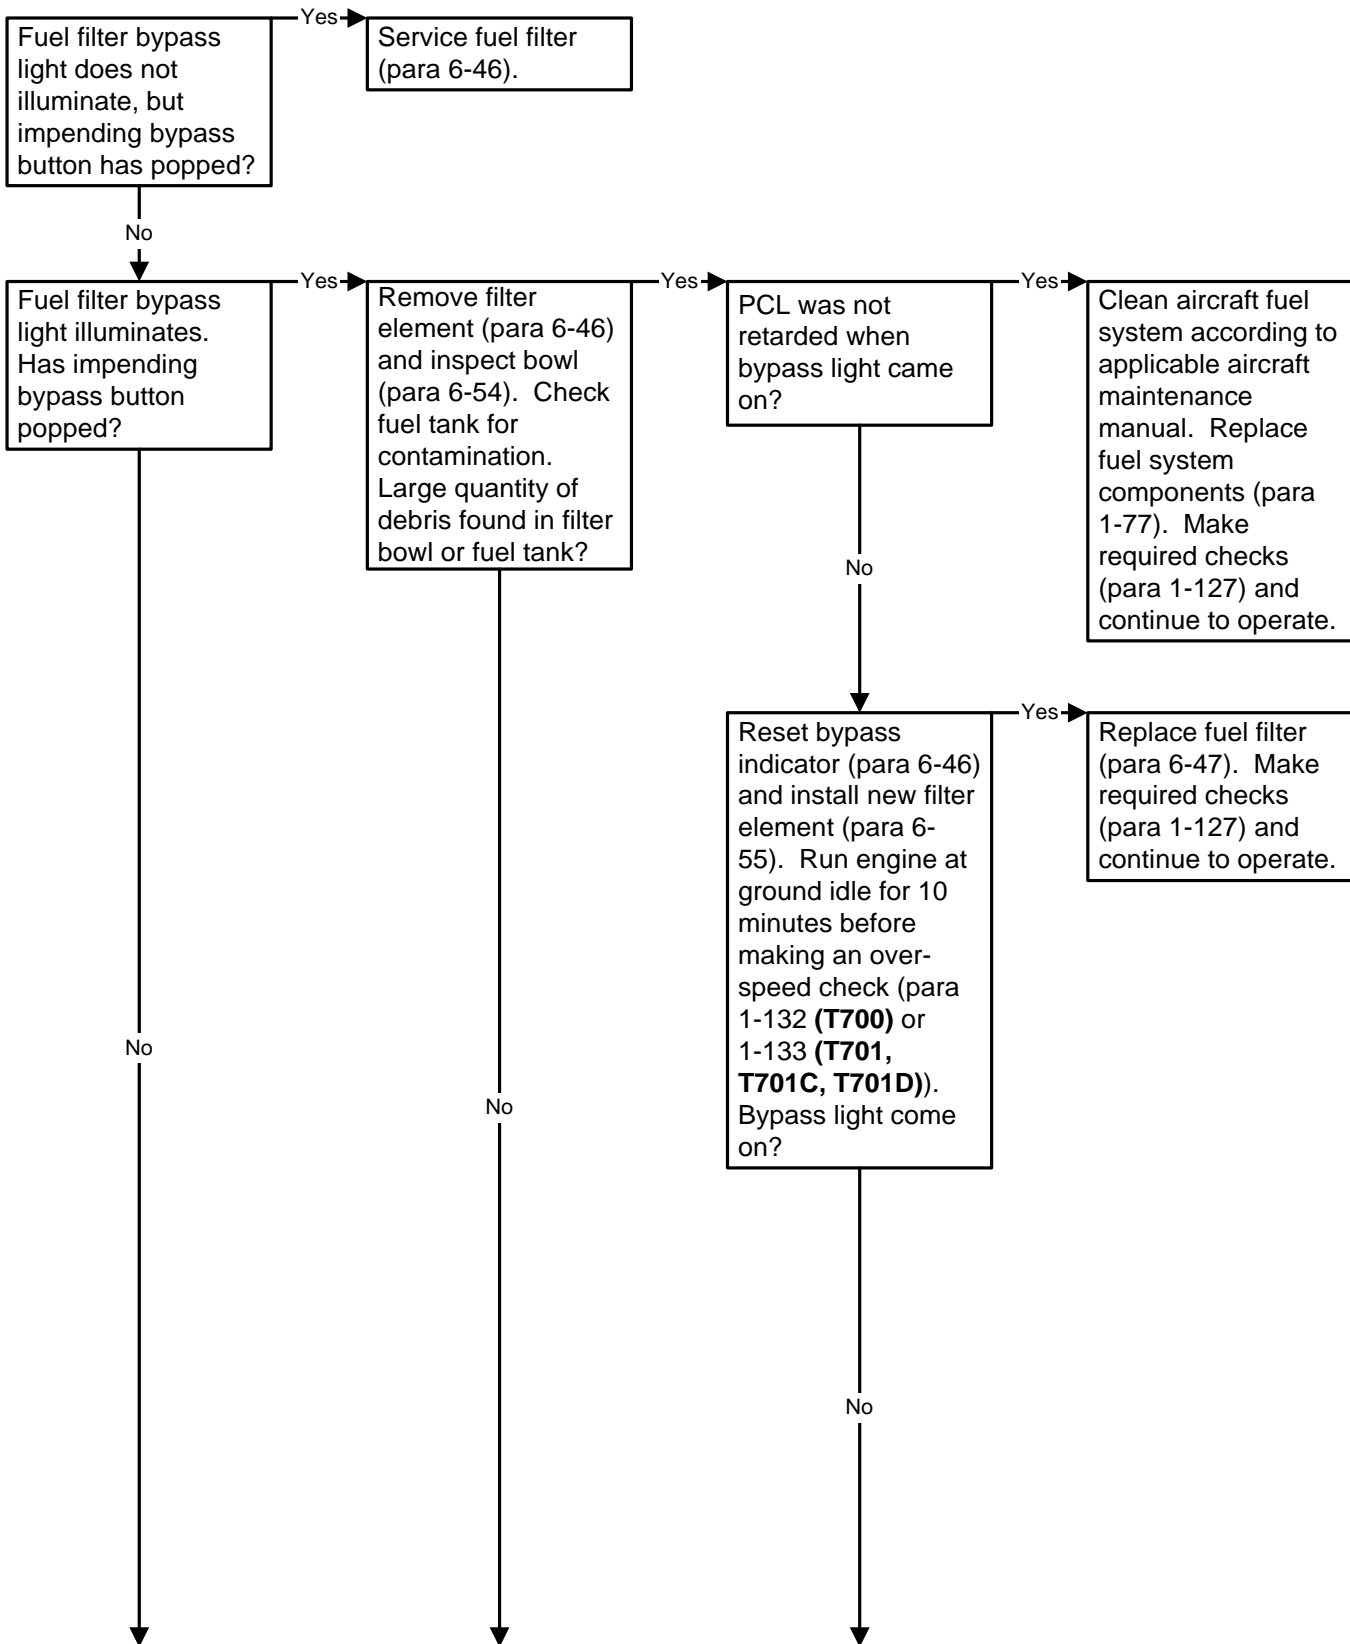 Fuel filter bypass
light does not
illuminate, but
impending bypass
button has popped?
Yes
Service fuel filter
(para 6-46).
No
Fuel filter bypass
light illuminates.
Has impending
bypass button
popped?
Yes
Remove filter
element (para 6-46)
and inspect bowl
(para 6-54).  Check
fuel tank for
contamination.
Large quantity of
debris found in filter
bowl or fuel tank?
Yes
PCL was not
retarded when
bypass light came
on?
Yes
Clean aircraft fuel
system according to
applicable aircraft
maintenance
manual.  Replace
fuel system
components (para
1-77).  Make
required checks
(para 1-127) and
continue to operate.
No
Reset bypass
indicator (para 6-46)
and install new filter
element (para 6-
55).  Run engine at
ground idle for 10
minutes before
making an over-
speed check (para
1-132 (T700) or
1-133 (T701,
T701C, T701D)).
Bypass light come
on?
Yes
Replace fuel filter
(para 6-47).  Make
required checks
(para 1-127) and
continue to operate.
No
No
No